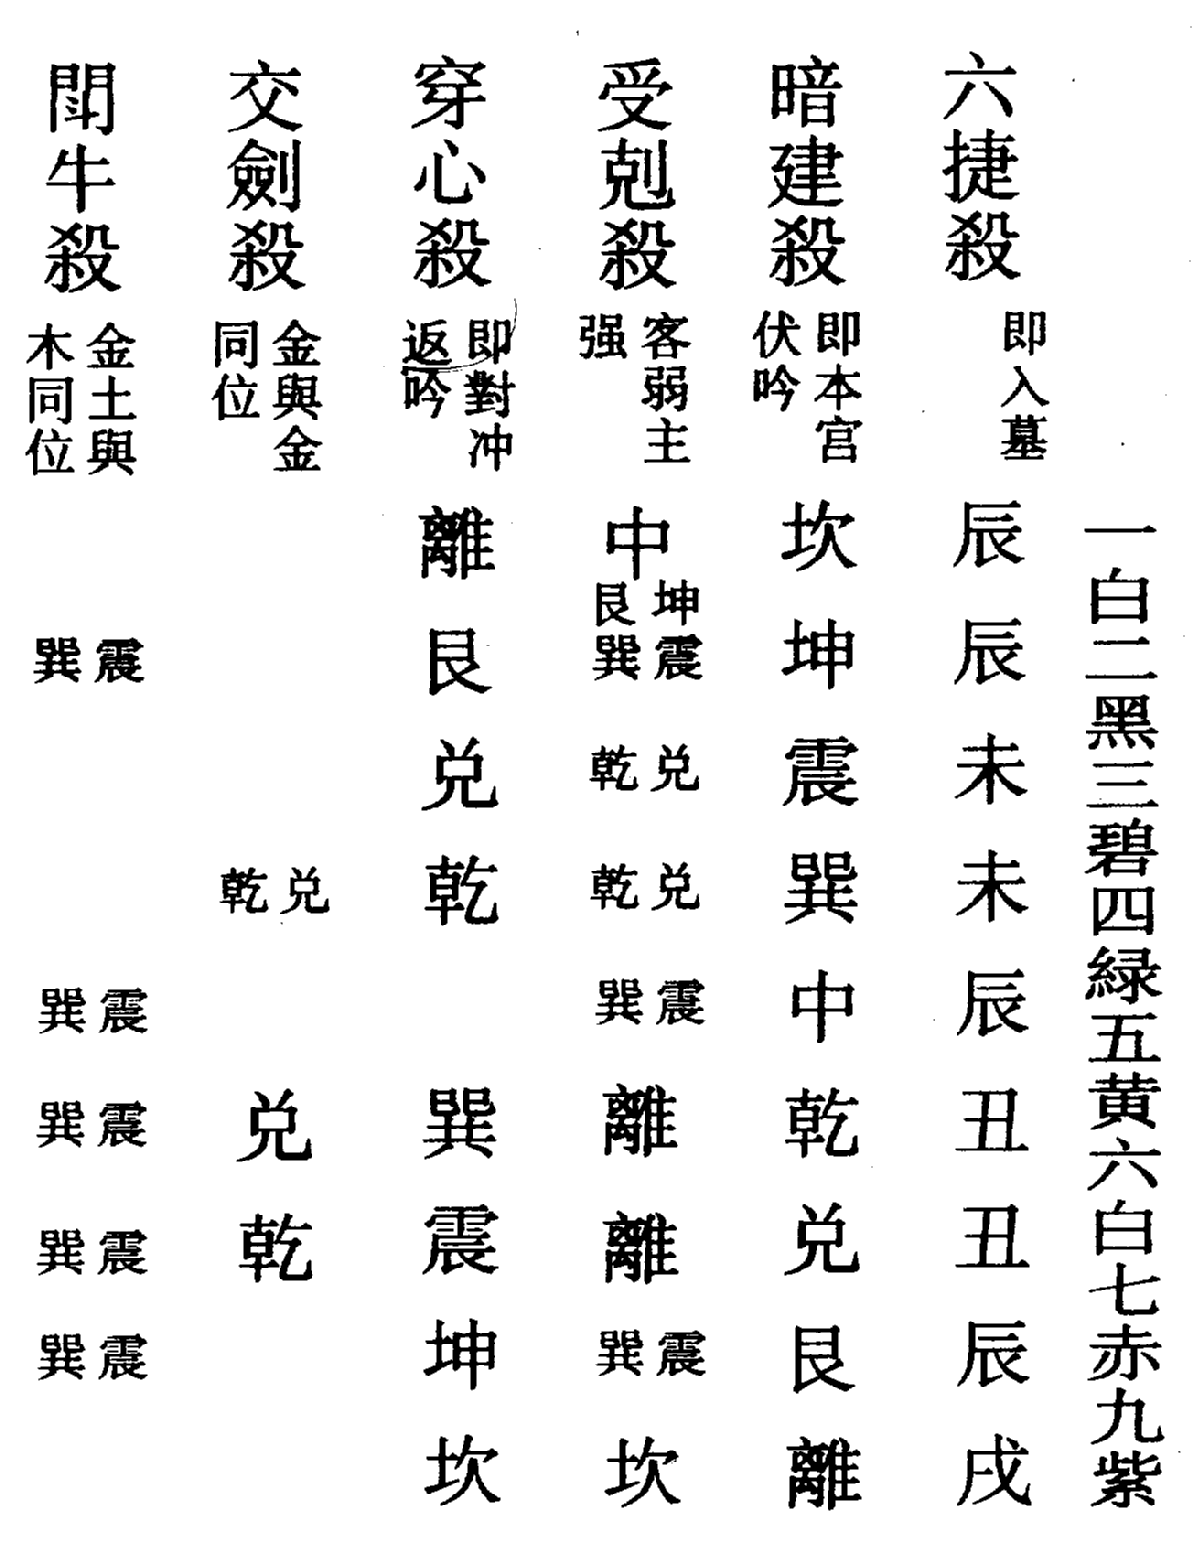 一白二黑三碧四緑五黄六白七赤九紫
六捷殺 即入墓 辰 辰 未 未 辰 丑 丑 辰 戌
暗建殺 即本宫伏吟 坎 坤 震 巽 中 乾 兑 艮 離
受剋殺 客弱主强 中 坤艮 震巽 兑乾 兑乾 震巽 離 離 震巽 坎
穿心殺 即對冲返吟 離 艮 兑 乾 巽 震 坤 坎
交劍殺 金與金同位 兑乾 兑 乾
閗牛殺 金土與木同位 震巽 震巽 震巽 震巽 震巽